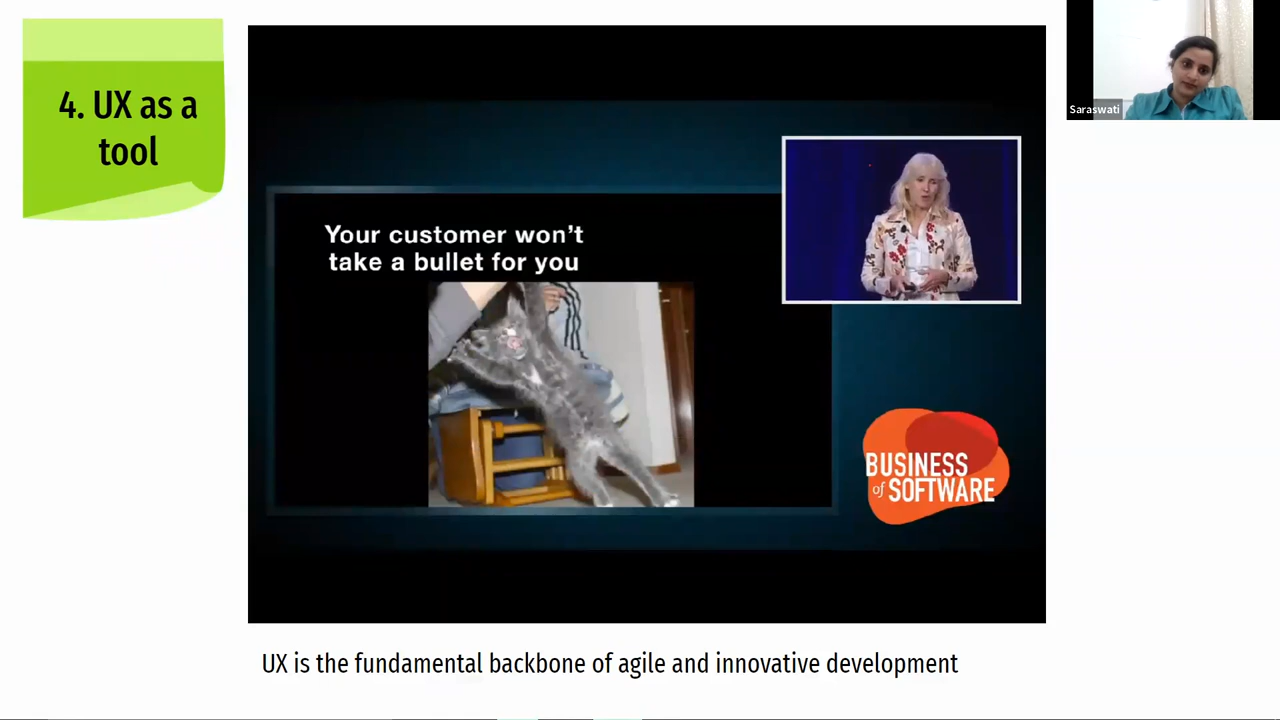 4. UX as a
tool
Saraswati
Your customer won't
take a bullet for you
BUSINESS
of SOFTWARE
UX is the fundamental backbone of agile and innovative development